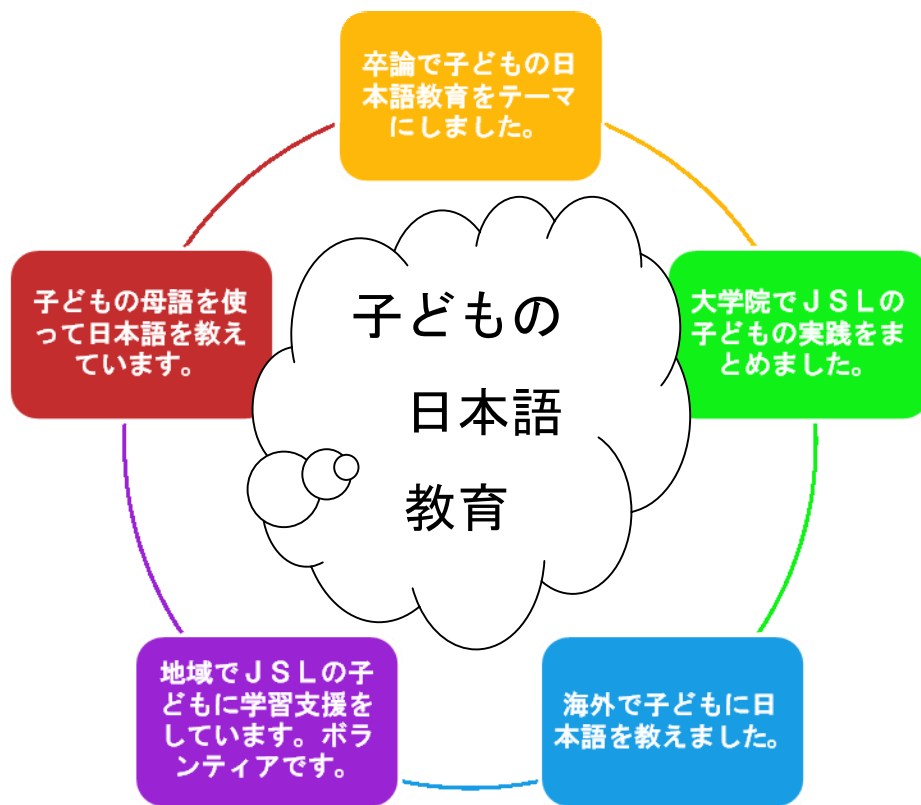 卒論で子どもの日
本語教育をテーマ
にしました。
子どもの母語を使
って日本語を教え
ています。
子どもの
日本語
教育
大学院でＪＳＬの
子どもの実践をま
とめました。
地域でＪＳＬの子
どもに学習支援を
しています。ボラ
ンティアです。
海外で子どもに日
本語を教えました。